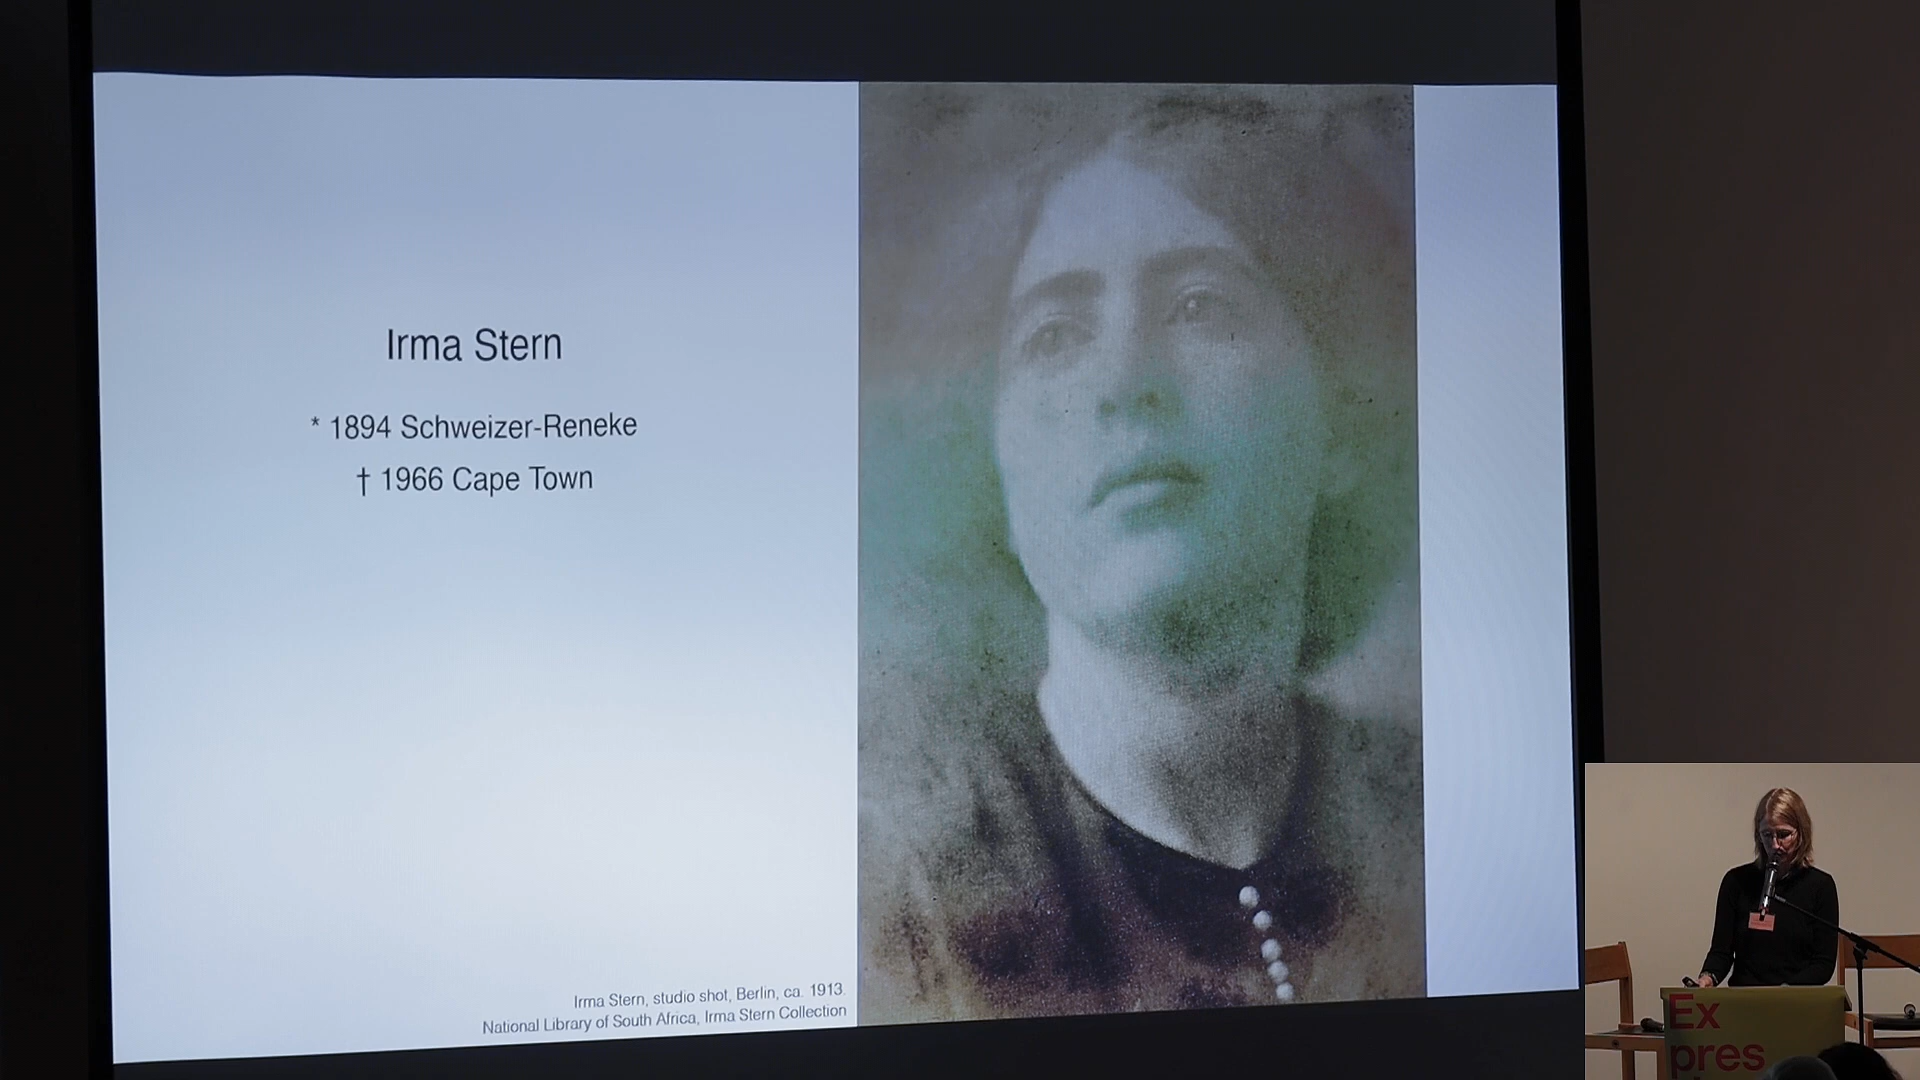 Irma Stern
* 1894 Schweizer-Reneke
† 1966 Cape Town
Irma Stern, studio shot, Berlin, ca. 1913.
National Library of South Africa, Irma Stern Collection
Ex
pres